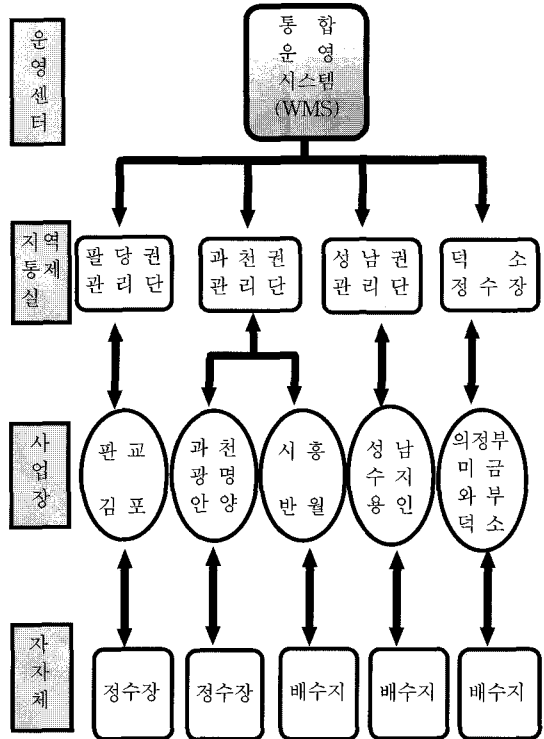 운
영
센
터
통 합
운 영
시스템
(WMS)
지역
통제
실
팔당권
관리단
과천권
관리단
성남권
관리단
덕 소
정수장
사
업
장
판교
김포
과천
광명
안양
시흥
반월
성남
수지
용인
의정부
미금
와부
덕소
자
자
체
정수장
정수장
배수지
배수지
배수지